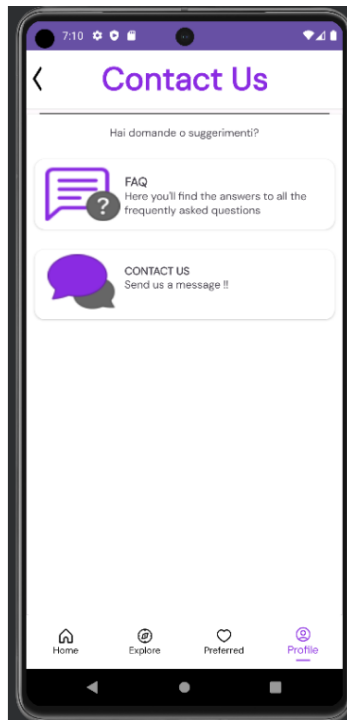 7:10
Contact Us
Hai domande o suggerimenti?
?
FAQ
Here you'll find the answers to all the
frequently asked questions
CONTACT US
Send us a message !!
Home Explore Preferred Profile